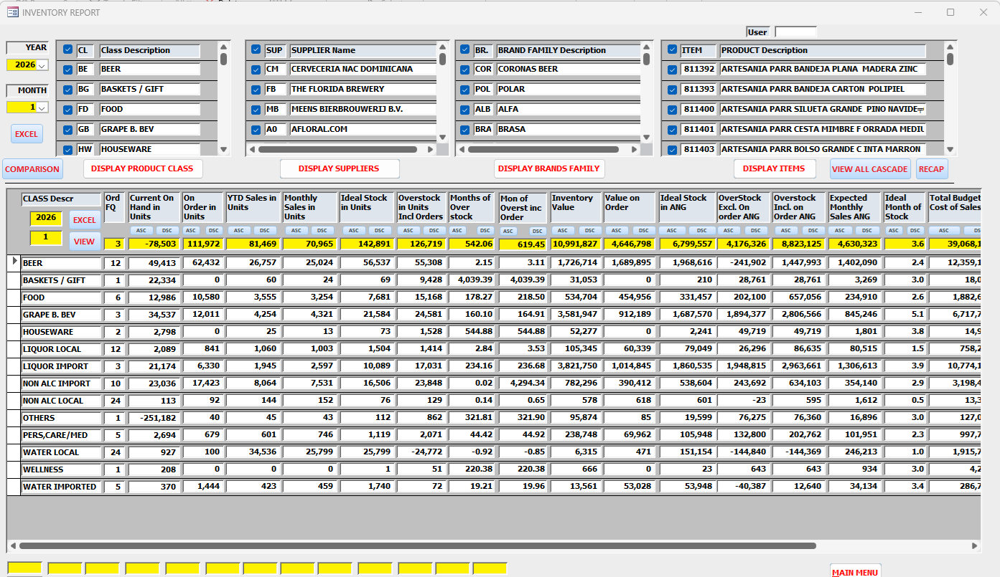 INVENTORY REPORT
User
YEAR
2026
MONTH
1
EXCEL
CL Class Description
BE BEER
BG BASKETS / GIFT
FD FOOD
GB GRAPE B. BEV
HW HOUSEWARE
SUP SUPPLIER Name
CM CERVECERIA NAC DOMINICANA
FB THE FLORIDA BREWERY
MB MEENS BIERBROUWERIJ B.V.
A0 AFLORAL.COM
BR. BRAND FAMILY Description
COR CORONAS BEER
POL POLAR
ALB ALFA
BRA BRASA
ITEM PRODUCT Description
811392 ARTESANIA PARR BANDEJA PLANA MADERA ZINC
811393 ARTESANIA PARR BANDEJA CARTON POLIPIEL
811400 ARTESANIA PARR SILUETA GRANDE PINO NAVIDE
811401 ARTESANIA PARR CESTA MIMBRE F ORRADA MEDIU
811403 ARTESANIA PARR BOLSO GRANDE C INTA MARRON
COMPARISON DISPLAY PRODUCT CLASS DISPLAY SUPPLIERS DISPLAY BRANDS FAMILY DISPLAY ITEMS VIEW ALL CASCADE RECAP
CLASS Descr
2026 EXCEL
1 VIEW
Ord FQ
Current On Hand in Units
On Order in Units
YTD Sales in Units
Monthly Sales in Units
Ideal Stock in Units
Overstock in Units Incl Orders
Months of Over stock
Mon of Overst inc Order
Inventory Value
Value on Order
Ideal Stock in ANG
OverStock Excl. On order ANG
Overstock Incl. on Order ANG
Expected Monthly Sales ANG
Ideal Month of Stock
Total Budget Cost of Sales
ASC DSC ASC DSC ASC DSC ASC DSC ASC DSC ASC DSC ASC DSC ASC DSC ASC DSC ASC DSC ASC DSC ASC DSC ASC DSC ASC DSC ASC DSC ASC DS
3 -78,503 111,972 81,469 70,965 142,891 126,719 542.06 619.45 10,991,827 4,646,798 6,799,557 4,176,326 8,823,125 4,630,323 3.6 39,068,1
BEER 12 49,413 62,432 26,757 25,024 56,537 55,308 2.15 3.11 1,726,714 1,689,895 1,968,616 -241,902 1,447,993 1,402,090 2.4 12,359,1
BASKETS / GIFT 1 22,334 0 60 24 69 9,428 4,039.39 4,039.39 31,053 0 210 28,761 28,761 3,269 3.0 18,0
FOOD 6 12,986 10,580 3,555 3,254 7,681 15,168 178.27 218.50 534,704 454,956 331,457 202,100 657,056 234,910 2.6 1,882,6
GRAPE B. BEV 3 34,537 12,011 4,254 4,321 21,584 24,581 160.10 164.91 3,581,947 912,189 1,687,570 1,894,377 2,806,566 845,246 5.1 6,717,7
HOUSEWARE 2 2,798 0 25 13 73 1,528 544.88 544.88 52,277 0 2,241 49,719 49,719 1,801 3.8 14,9
LIQUOR LOCAL 12 2,089 841 1,060 1,003 1,504 1,414 2.84 3.53 105,345 60,339 79,049 26,296 86,635 80,515 1.5 758,2
LIQUOR IMPORT 3 21,174 6,330 1,945 2,597 10,089 17,031 234.16 236.68 3,821,750 1,014,845 1,860,535 1,948,815 2,963,661 1,306,613 3.9 10,774,1
NON ALC IMPORT 10 23,036 17,423 8,064 7,531 16,506 23,848 0.02 4,294.34 782,296 390,412 538,604 243,692 634,103 354,140 2.9 3,198,4
NON ALC LOCAL 24 113 92 144 152 76 129 0.14 0.65 578 618 601 -23 595 1,612 0.5 13,3
OTHERS 1 -251,182 40 45 43 112 862 321.81 321.90 95,874 85 19,599 76,275 76,360 16,896 3.0 127,0
PERS,CARE/MED 5 2,694 679 601 746 1,119 2,071 44.42 44.92 238,748 69,962 105,948 132,800 202,762 101,951 2.3 997,7
WATER LOCAL 24 927 100 34,536 25,799 25,799 -24,772 -0.92 -0.85 6,315 471 151,154 -144,840 -144,369 246,213 1.0 1,915,7
WELLNESS 1 208 0 0 0 1 51 220.38 220.38 666 0 23 643 643 934 3.0 4,2
WATER IMPORTED 5 370 1,444 423 459 1,740 72 19.21 19.96 13,561 53,028 53,948 -40,387 12,640 34,134 3.4 286,7
MAIN MENU